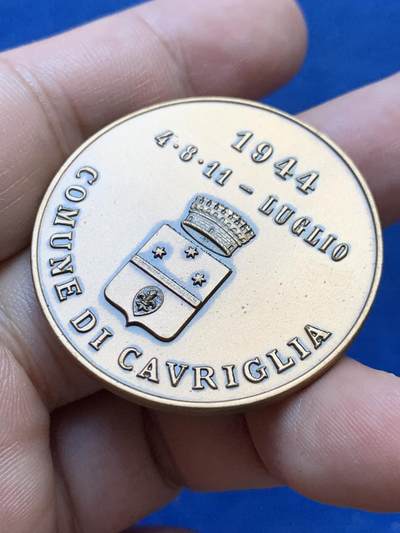 1944
4·8·11 – LUGLIO
COMUNE DI CAVRIGLIA